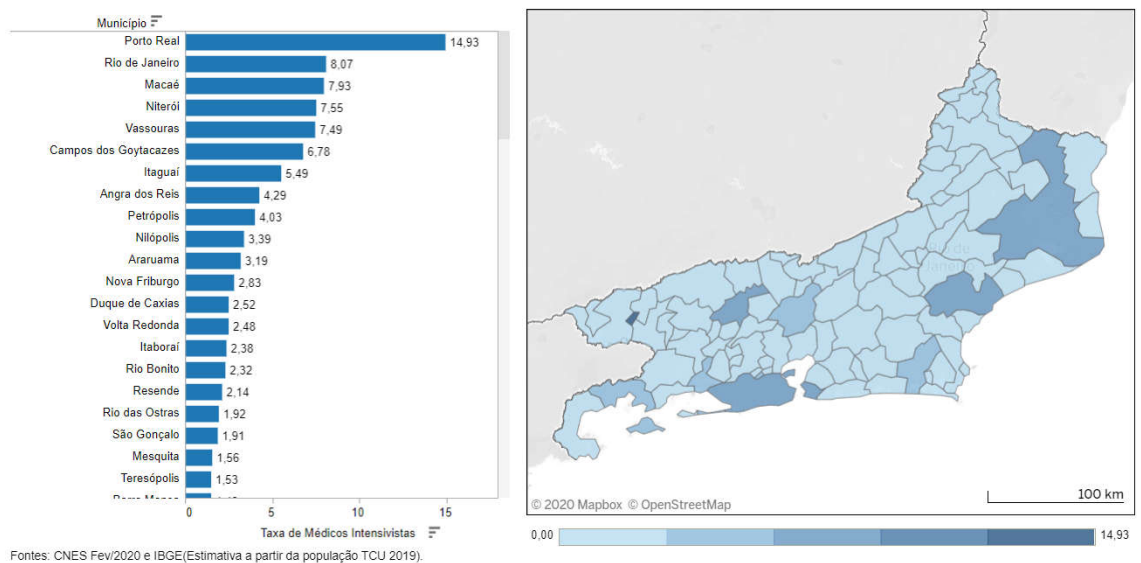 Município
Porto Real 14,93
Rio de Janeiro 8,07
Macaé 7,93
Niterói 7,55
Vassouras 7,49
Campos dos Goytacazes 6,78
Itaguaí 5,49
Angra dos Reis 4,29
Petrópolis 4,03
Nilópolis 3,39
Araruama 3,19
Nova Friburgo 2,83
Duque de Caxias 2,52
Volta Redonda 2,48
Itaboraí 2,38
Rio Bonito 2,32
Resende 2,14
Rio das Ostras 1,92
São Gonçalo 1,91
Mesquita 1,56
Teresópolis 1,53
0 5 10 15
Taxa de Médicos Intensivistas
Fontes: CNES Fev/2020 e IBGE(Estimativa a partir da população TCU 2019).
Rio de
Janeiro
© 2020 Mapbox © OpenStreetMap
100 km
0,00 14,93